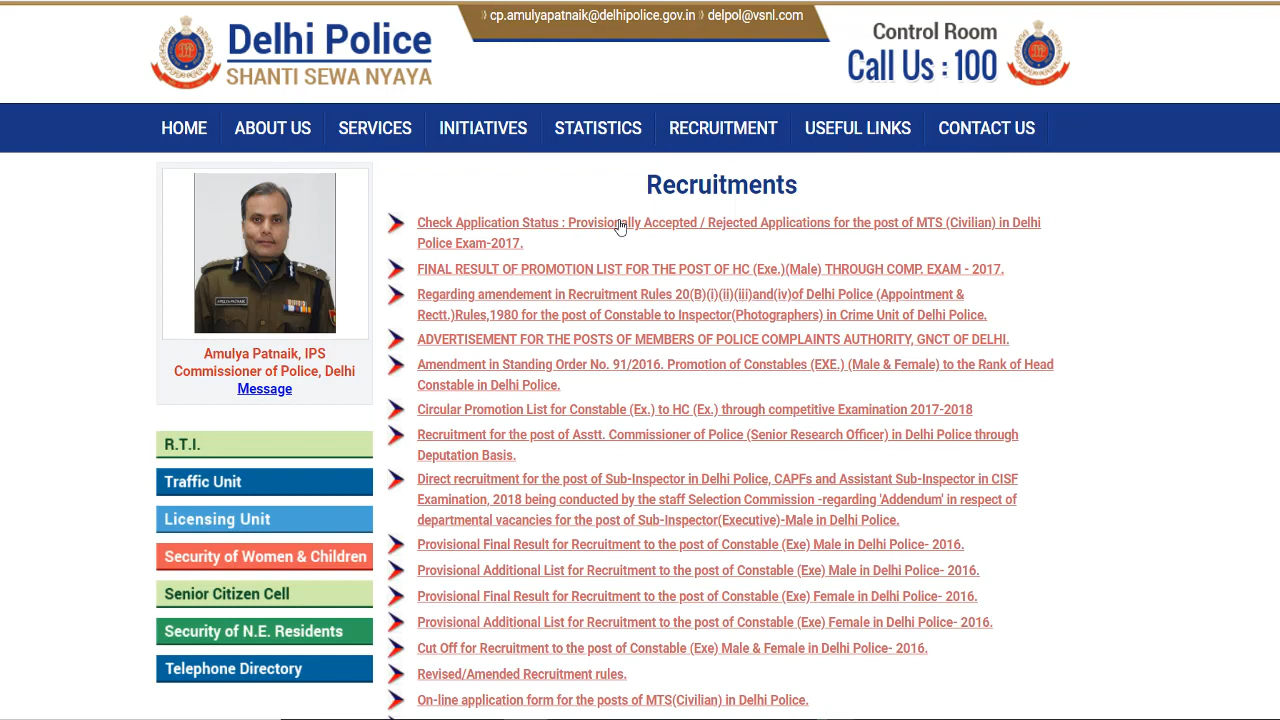 cp.amulyapatnaik@delhipolice.gov.in delpol@vsnl.com
Delhi Police
SHANTI SEWA NYAYA
Control Room
Call Us : 100
HOME ABOUT US SERVICES INITIATIVES STATISTICS RECRUITMENT USEFUL LINKS CONTACT US
AMULYA PATNAIK
Amulya Patnaik, IPS
Commissioner of Police, Delhi
Message
R.T.I.
Traffic Unit
Licensing Unit
Security of Women & Children
Senior Citizen Cell
Security of N.E. Residents
Telephone Directory
Recruitments
Check Application Status : Provisionally Accepted / Rejected Applications for the post of MTS (Civilian) in Delhi
Police Exam-2017.
FINAL RESULT OF PROMOTION LIST FOR THE POST OF HC (Exe.)(Male) THROUGH COMP. EXAM - 2017.
Regarding amendement in Recruitment Rules 20(B)(i)(ii)(iii)and(iv)of Delhi Police (Appointment &
Rectt.)Rules,1980 for the post of Constable to Inspector(Photographers) in Crime Unit of Delhi Police.
ADVERTISEMENT FOR THE POSTS OF MEMBERS OF POLICE COMPLAINTS AUTHORITY, GNCT OF DELHI.
Amendment in Standing Order No. 91/2016. Promotion of Constables (EXE.) (Male & Female) to the Rank of Head
Constable in Delhi Police.
Circular Promotion List for Constable (Ex.) to HC (Ex.) through competitive Examination 2017-2018
Recruitment for the post of Asstt. Commissioner of Police (Senior Research Officer) in Delhi Police through
Deputation Basis.
Direct recruitment for the post of Sub-Inspector in Delhi Police, CAPFs and Assistant Sub-Inspector in CISF
Examination, 2018 being conducted by the staff Selection Commission -regarding 'Addendum' in respect of
departmental vacancies for the post of Sub-Inspector(Executive)-Male in Delhi Police.
Provisional Final Result for Recruitment to the post of Constable (Exe) Male in Delhi Police- 2016.
Provisional Additional List for Recruitment to the post of Constable (Exe) Male in Delhi Police- 2016.
Provisional Final Result for Recruitment to the post of Constable (Exe) Female in Delhi Police- 2016.
Provisional Additional List for Recruitment to the post of Constable (Exe) Female in Delhi Police- 2016.
Cut Off for Recruitment to the post of Constable (Exe) Male & Female in Delhi Police- 2016.
Revised/Amended Recruitment rules.
On-line application form for the posts of MTS(Civilian) in Delhi Police.